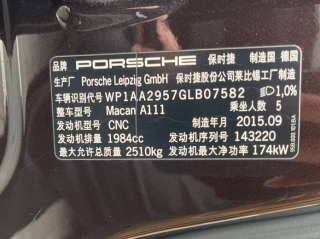 品牌 PORSCHE 保时捷 制造国 德国
生产厂 Porsche Leipzig GmbH 保时捷股份公司莱比锡工厂制造
车辆识别代号 WP1AA2957GLB07582 1,0%
整车型号 Macan A111 乘坐人数 5
发动机型号 CNC 制造年月 2015.09
发动机排量 1984cc 发动机序列号 143220
最大允许总质量 2510kg 发动机最大净功率 174kW